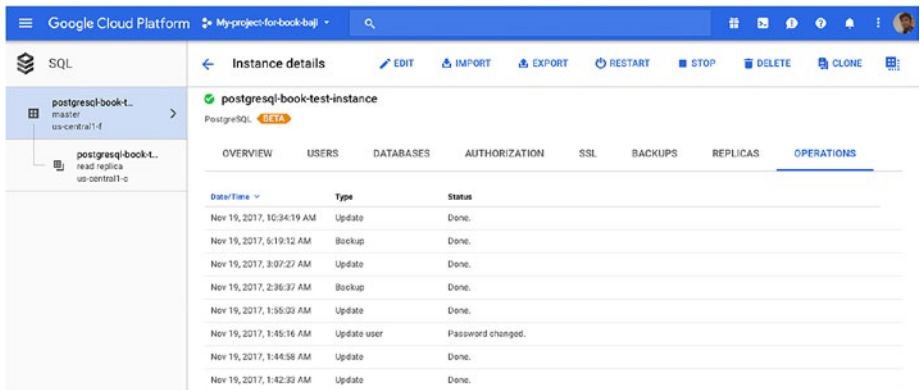 Google Cloud Platform My-project-for-book-baji
SQL
Instance details EDIT IMPORT EXPORT RESTART STOP DELETE CLONE
postgresql-book-t...
master
us-central1-f
postgresql-book-t...
read replica
us-central1-c
postgresql-book-test-instance
PostgreSQL BETA
OVERVIEW USERS DATABASES AUTHORIZATION SSL BACKUPS REPLICAS OPERATIONS
Date/Time Type Status
Nov 19, 2017, 10:34:19 AM Update Done.
Nov 19, 2017, 6:19:12 AM Backup Done.
Nov 19, 2017, 3:07:27 AM Update Done.
Nov 19, 2017, 2:36:37 AM Backup Done.
Nov 19, 2017, 1:55:03 AM Update Done.
Nov 19, 2017, 1:45:16 AM Update user Password changed.
Nov 19, 2017, 1:44:58 AM Update Done.
Nov 19, 2017, 1:42:33 AM Update Done.